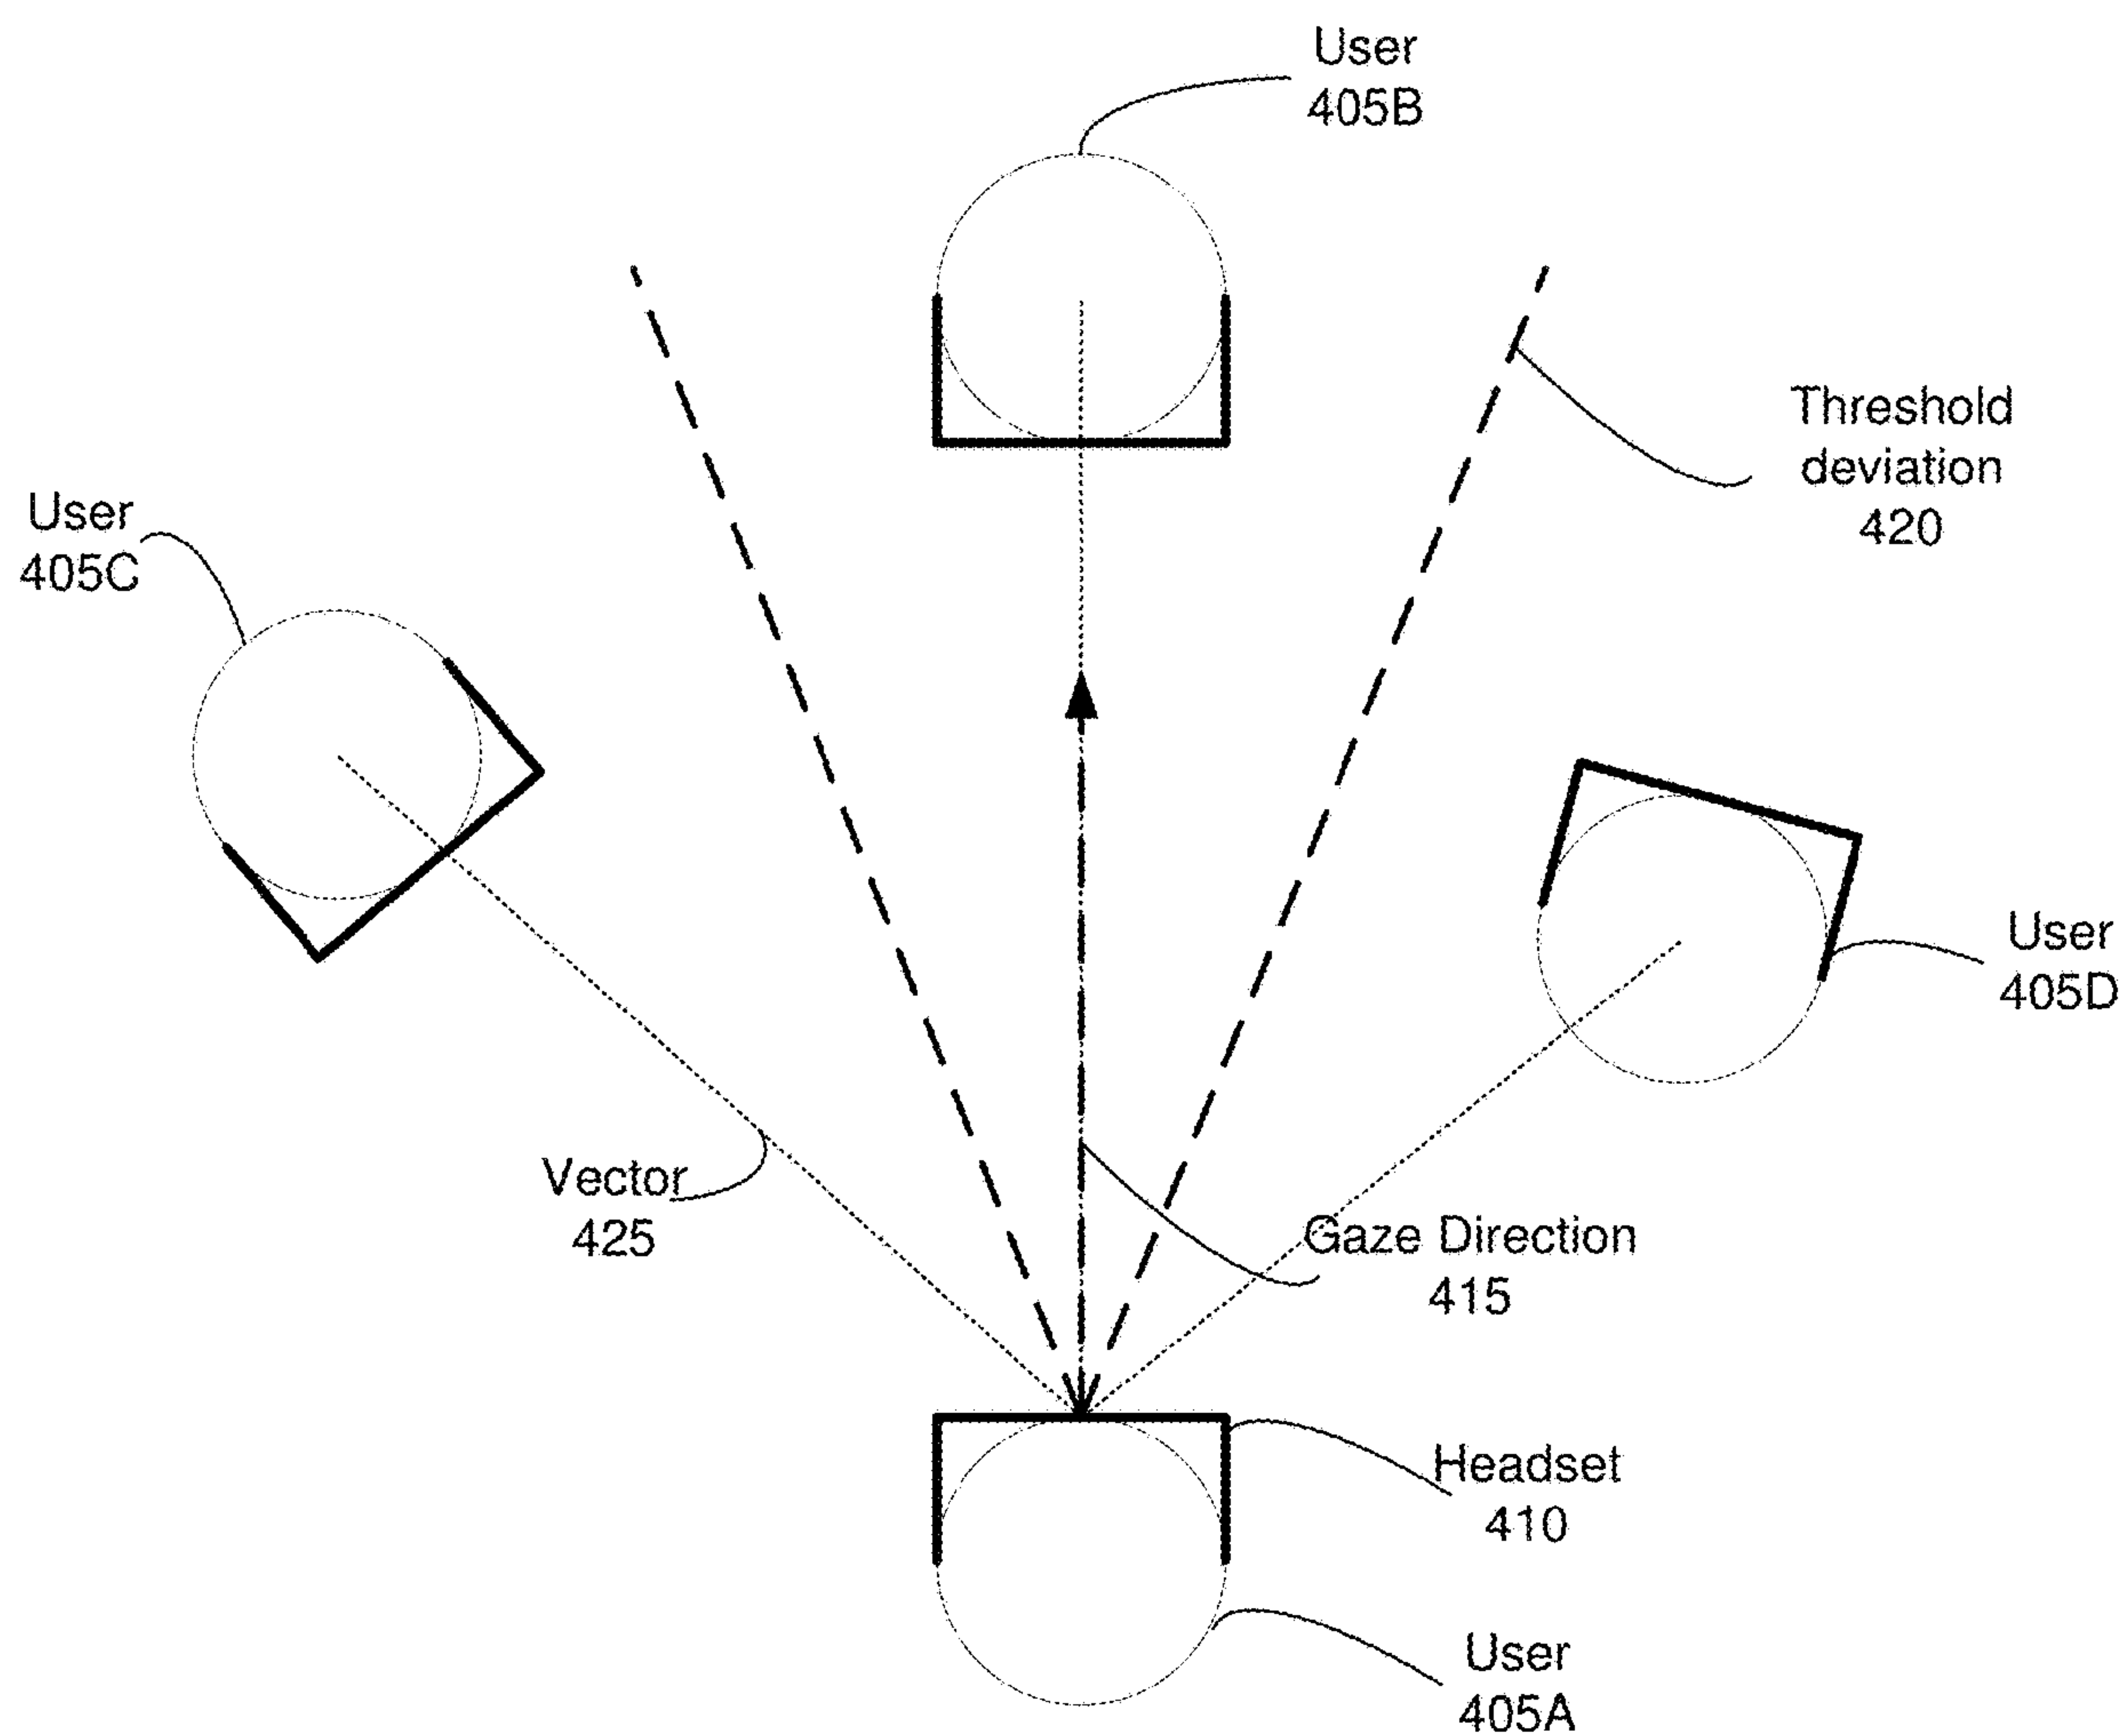 User
405B
Threshold
deviation
420
User
405C
User
405D
Vector
425
Gaze Direction
415
Headset
410
User
405A